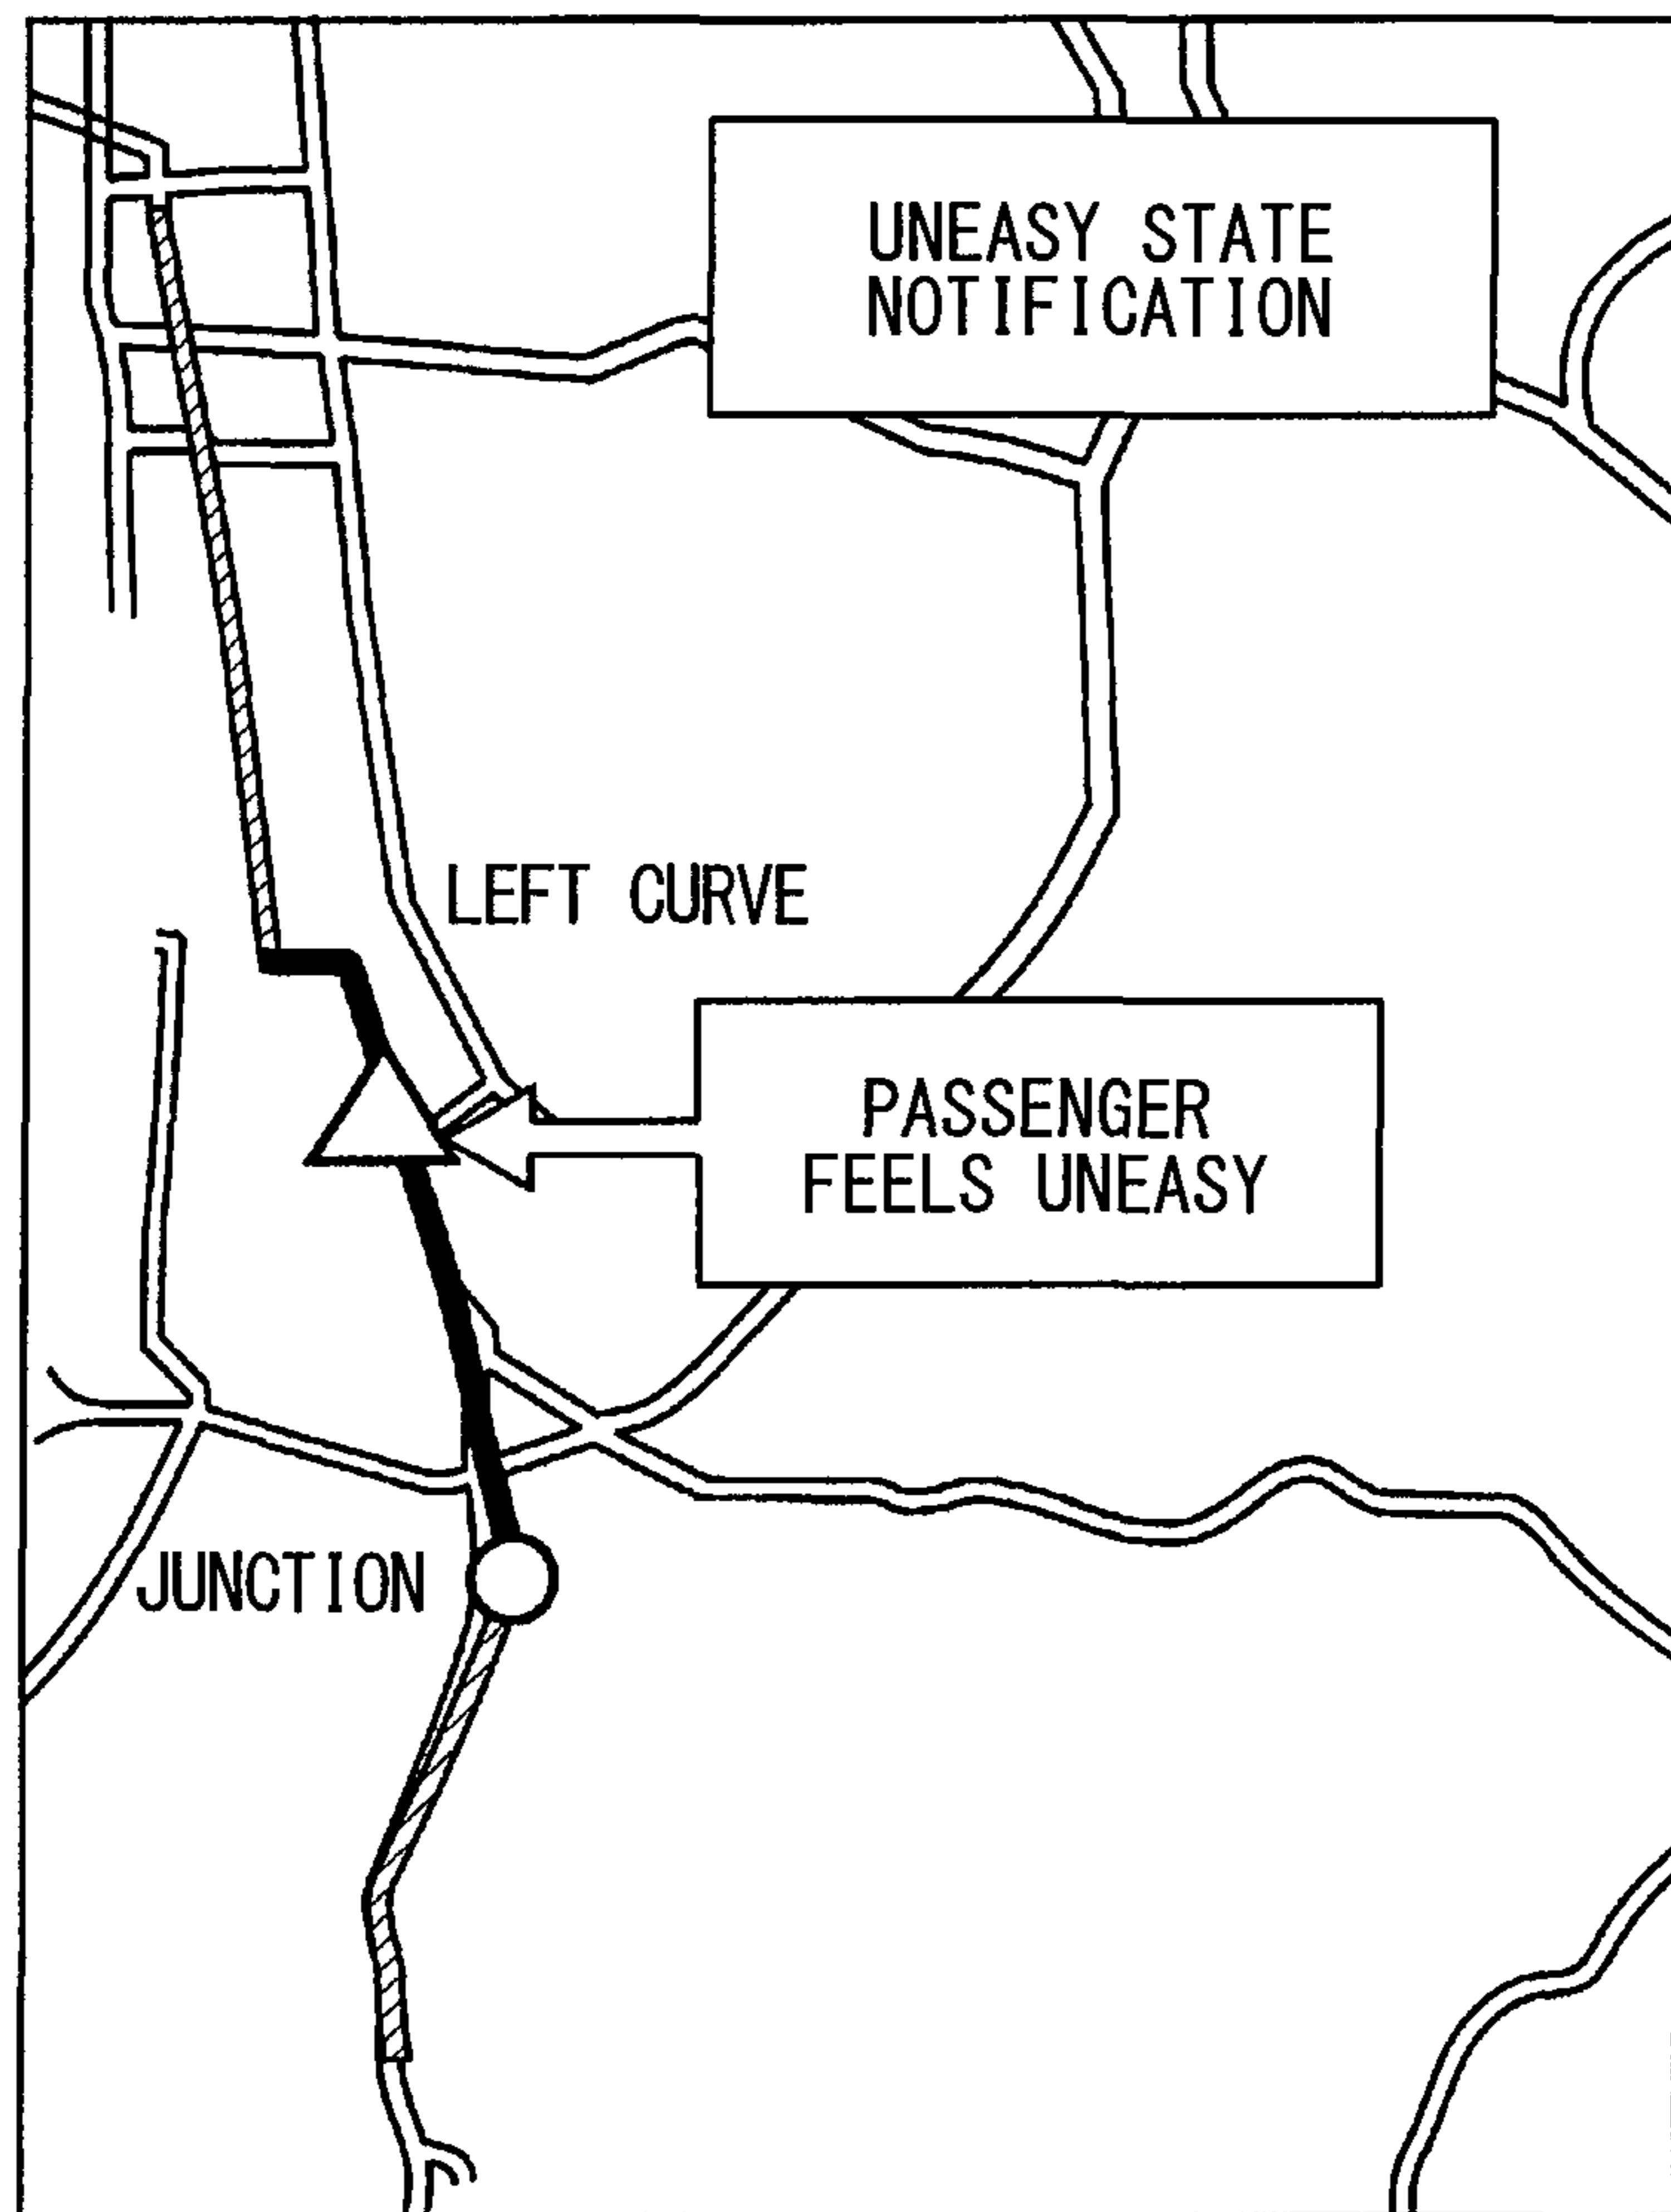 UNEASY STATE
NOTIFICATION
LEFT CURVE
PASSENGER
FEELS UNEASY
JUNCTION